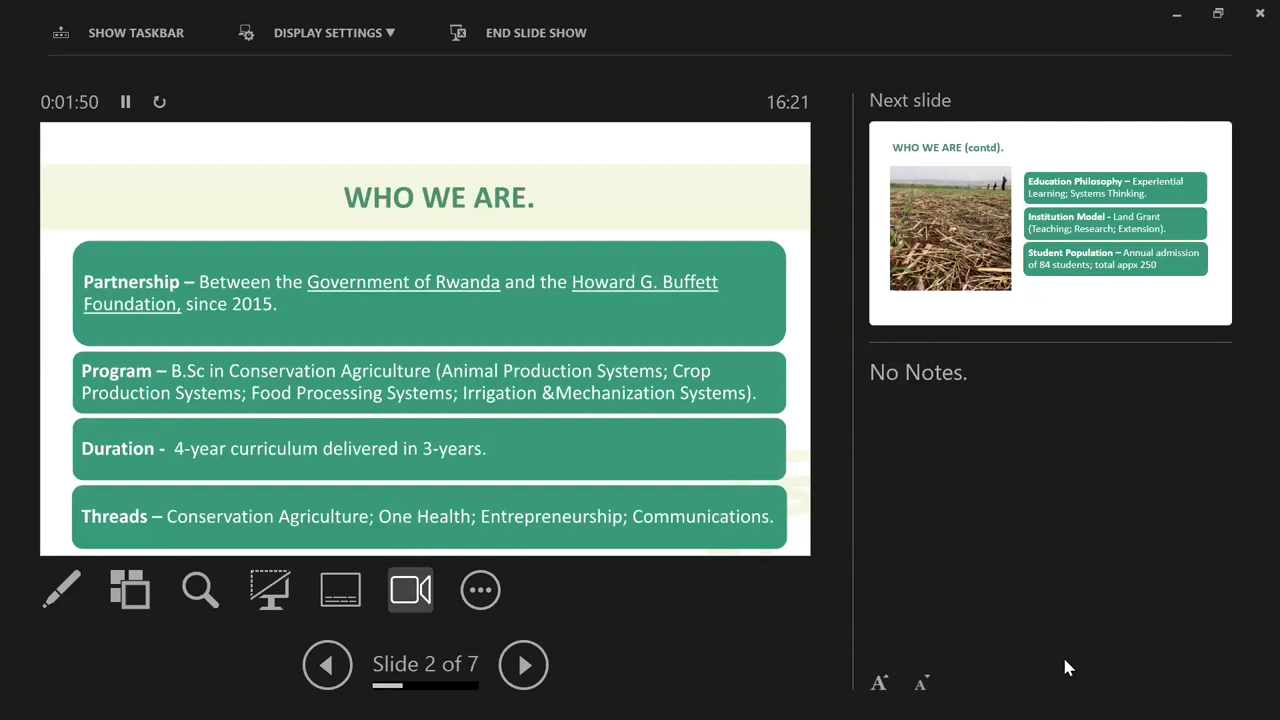 SHOW TASKBAR
DISPLAY SETTINGS ▼
END SLIDE SHOW
0:01:50
16:21
WHO WE ARE.
Partnership – Between the Government of Rwanda and the Howard G. Buffett
Foundation, since 2015.
Program – B.Sc in Conservation Agriculture (Animal Production Systems; Crop
Production Systems; Food Processing Systems; Irrigation &Mechanization Systems).
Duration - 4-year curriculum delivered in 3-years.
Threads – Conservation Agriculture; One Health; Entrepreneurship; Communications.
Slide 2 of 7
Next slide
WHO WE ARE (contd).
Education Philosophy – Experiential
Learning; Systems Thinking.
Institution Model - Land Grant
(Teaching; Research; Extension).
Student Population – Annual admission
of 84 students; total appx 250
No Notes.
A A